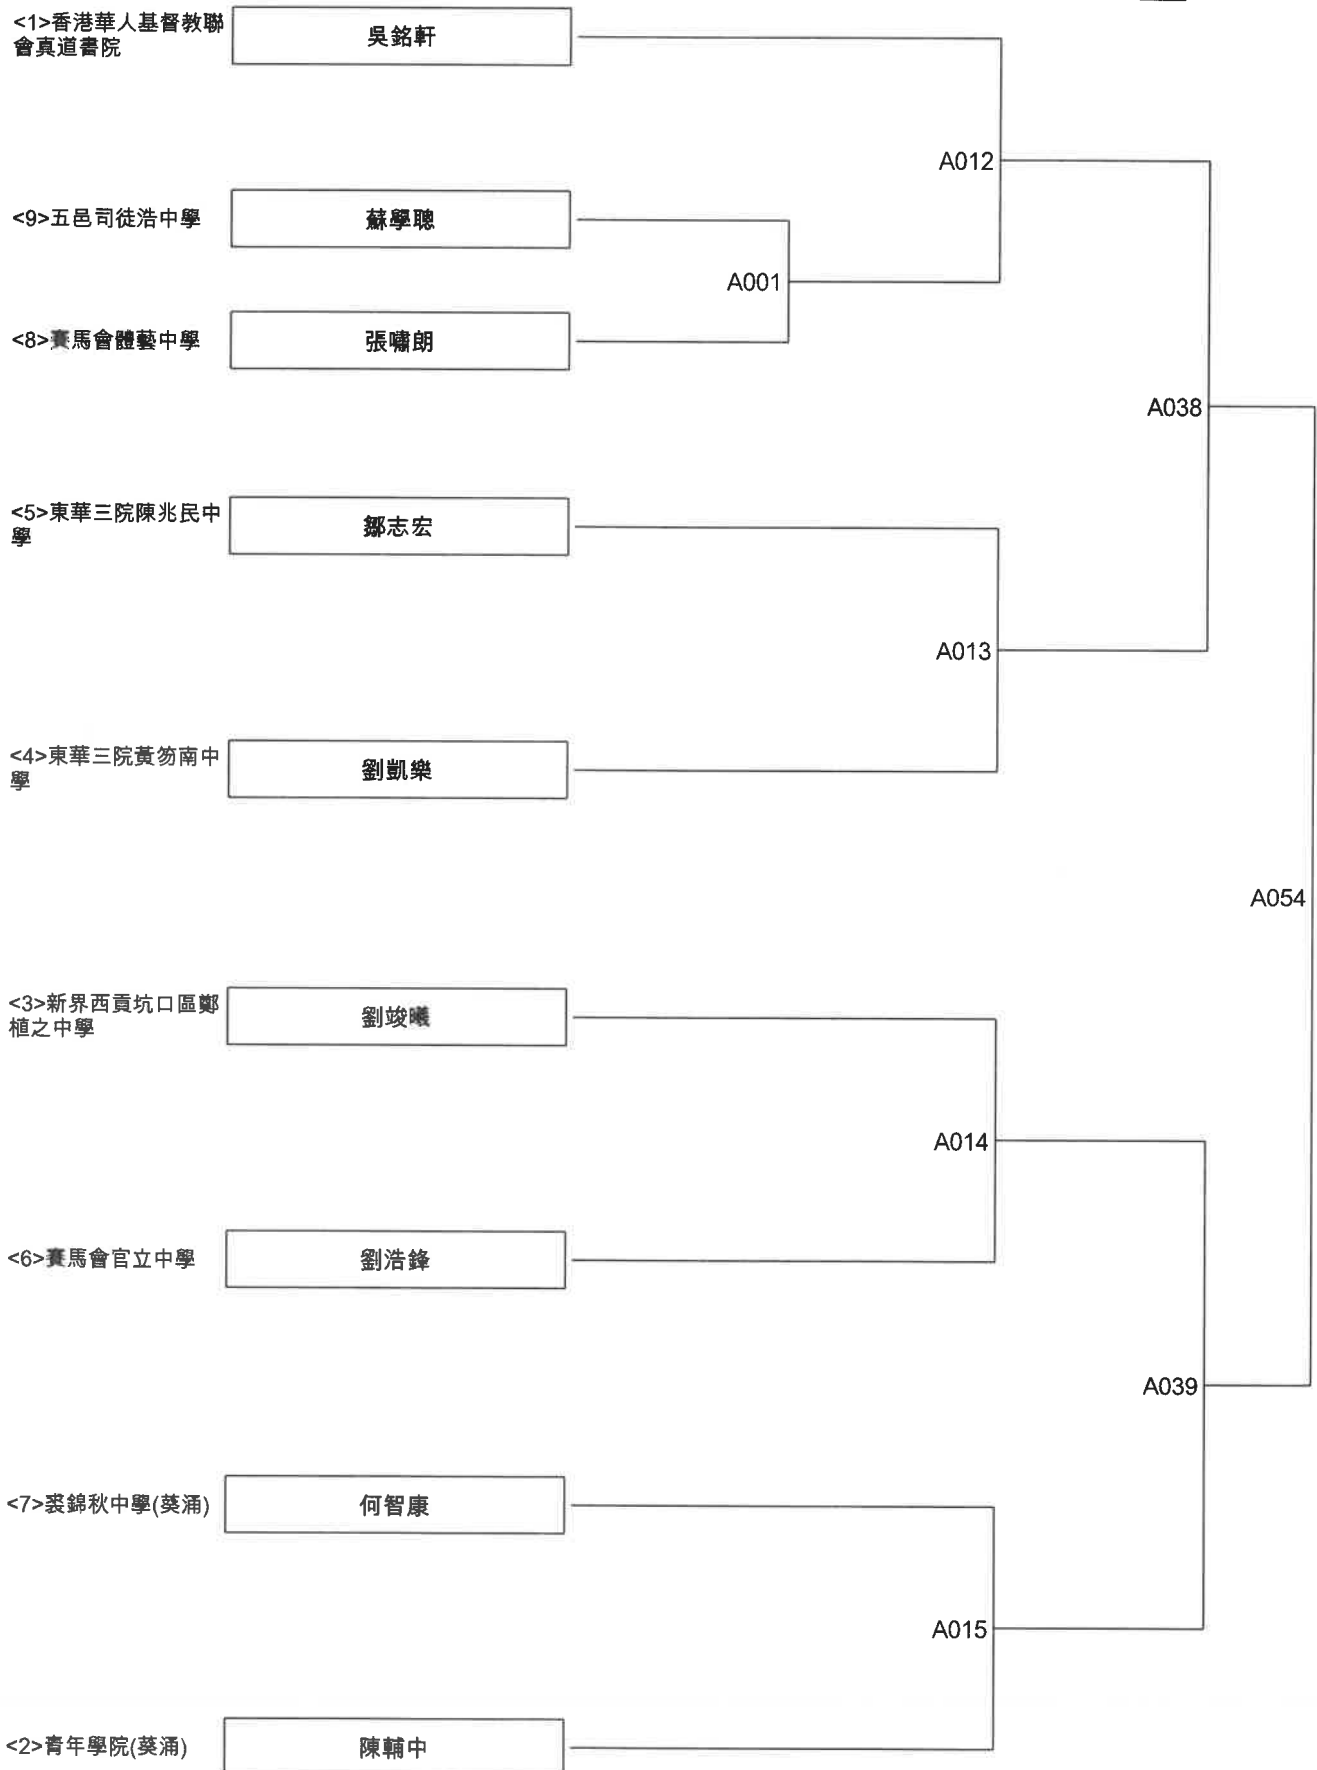 <1>香港華人基督教聯
會真道書院
吳銘軒
A012
<9>五邑司徒浩中學
蘇學聰
A001
<8>賽馬會體藝中學
張嘯朗
A038
<5>東華三院陳兆民中
學
鄒志宏
A013
<4>東華三院黃笏南中
學
劉凱樂
A054
<3>新界西貢坑口區鄭
植之中學
劉竣曦
A014
<6>賽馬會官立中學
劉浩鋒
A039
<7>裘錦秋中學(葵涌)
何智康
A015
<2>青年學院(葵涌)
陳輔中